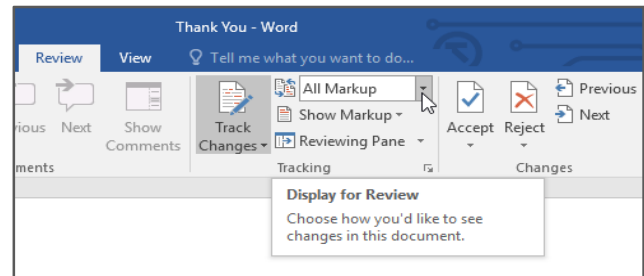 Thank You - Word
Review View Tell me what you want to do...
All Markup
Previous
Next
Show
Comments
Track
Changes
Show Markup
Reviewing Pane
Accept Reject
Next
ments Tracking Changes
Display for Review
Choose how you'd like to see
changes in this document.